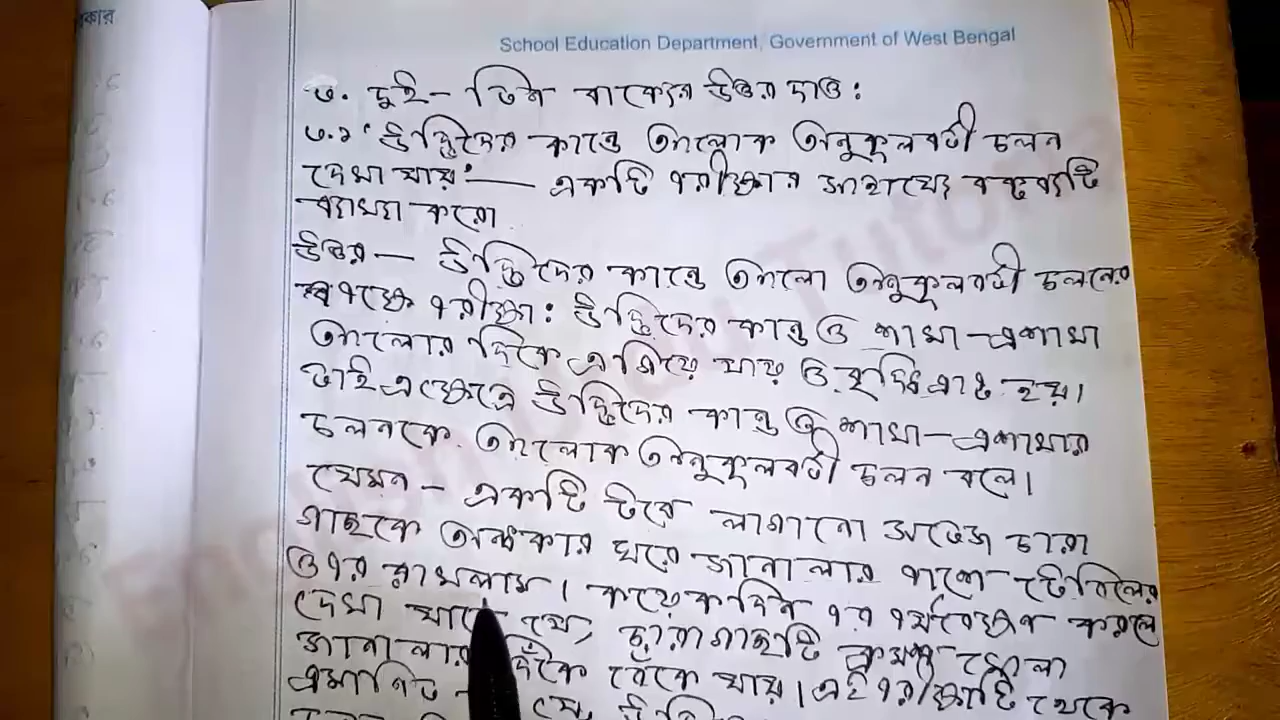 কার
School Education Department, Government of West Bengal
৩. দুই- তিন বাক্যের উত্তর দাও:
৩.১ 'উদ্ভিদের কান্ডে আলোক অনুকূলবর্তী চলন
দেখা যায়'— একটি পরীক্ষার সাহায্যে বক্তব্যটি
ব্যাখ্যা করো
উত্তর— উদ্ভিদের কান্ডে আলো অনুকূলবর্তী চলনের
স্বপক্ষে পরীক্ষা: উদ্ভিদের কান্ড ও শাখা-প্রশাখা
আলোর দিকে এগিয়ে যায় ও বৃদ্ধিপ্রাপ্ত হয়।
তাই এক্ষেত্রে উদ্ভিদের কান্ড ও শাখা-প্রশাখার
চলনকে আলোক অনুকূলবর্তী চলন বলে।
যেমন - একটি টবে লাগানো সতেজ চারা
গাছকে অন্ধকার ঘরে জানালার পাশে টেবিলের
ওপর রাখলাম। কয়েকদিন পর পর্যবেক্ষণ করলে
দেখা যাবে যে, চারাগাছটি ক্রমশ খোলা
জানালার দিকে বেঁকে যায়। এই পরীক্ষাটি থেকে
প্রমাণিত যে, উদ্ভিদের